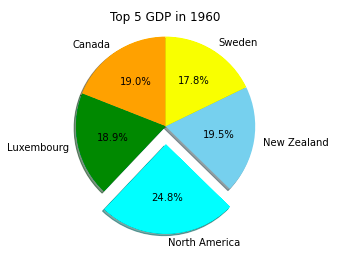 Top 5 GDP in 1960
Canada
Sweden
19.0%
17.8%
Luxembourg
18.9%
19.5%
New Zealand
24.8%
North America